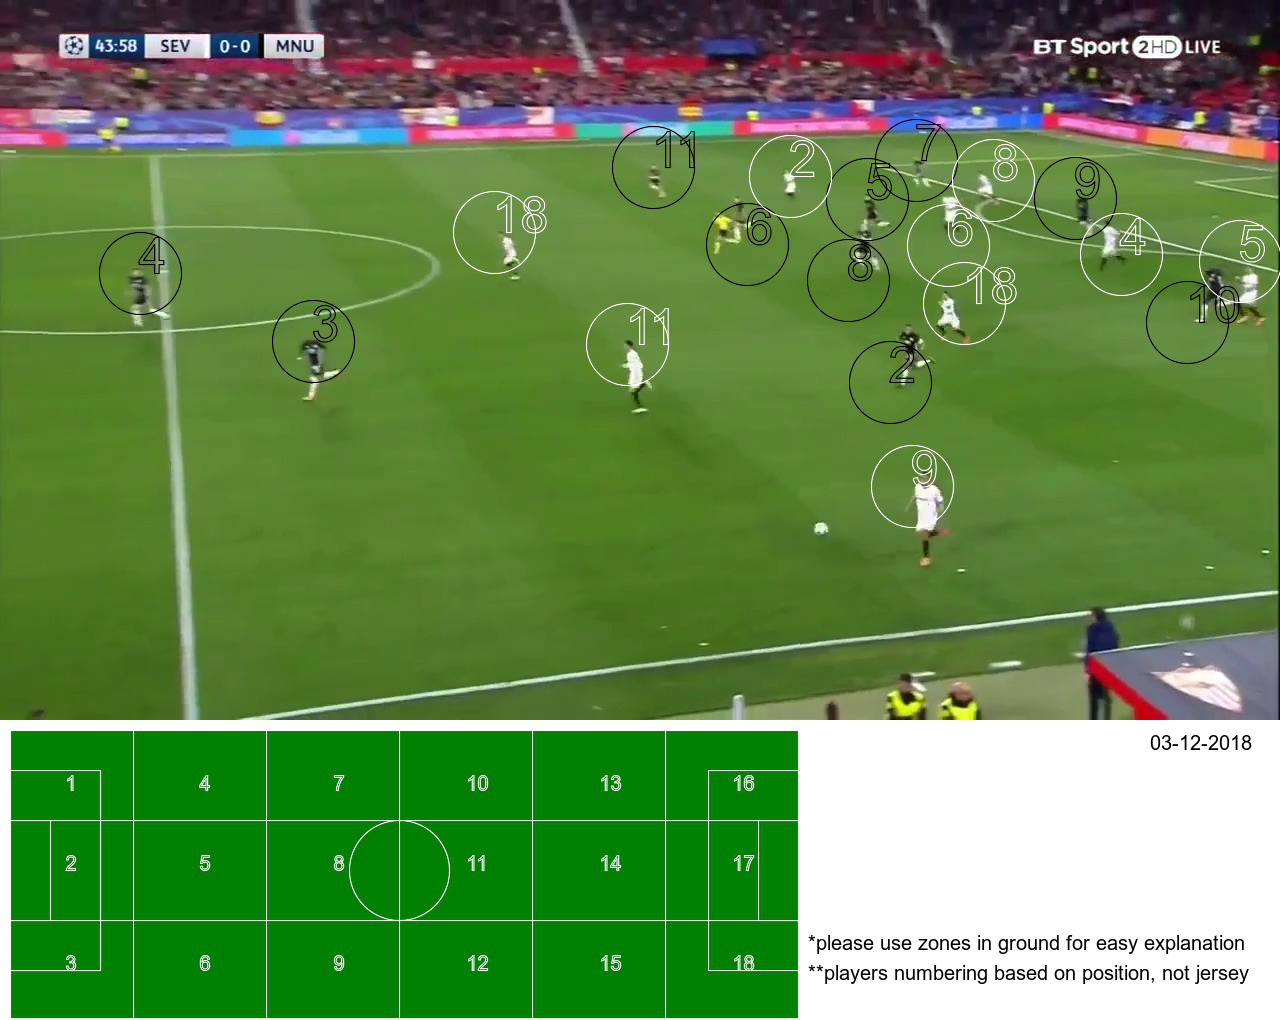 43:58 SEV 0-0 MNU
BT Sport 2HD LIVE
11
2
7
5
8
9
18
6
6
4
5
4
8
18
10
3
11
2
9
03-12-2018
1 4 7 10 13 16
2 5 8 11 14 17
3 6 9 12 15 18
*please use zones in ground for easy explanation
**players numbering based on position, not jersey